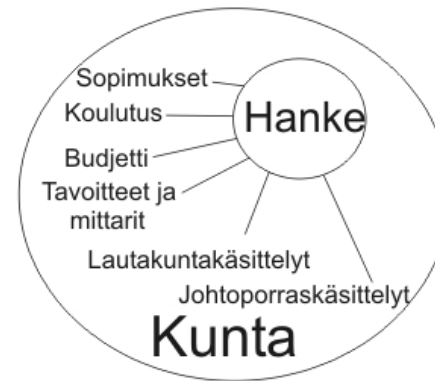 Sopimukset
Hanke
Koulutus
Budjetti
Tavoitteet ja
mittarit
Lautakuntakäsittelyt
Johtoporraskäsittelyt
Kunta